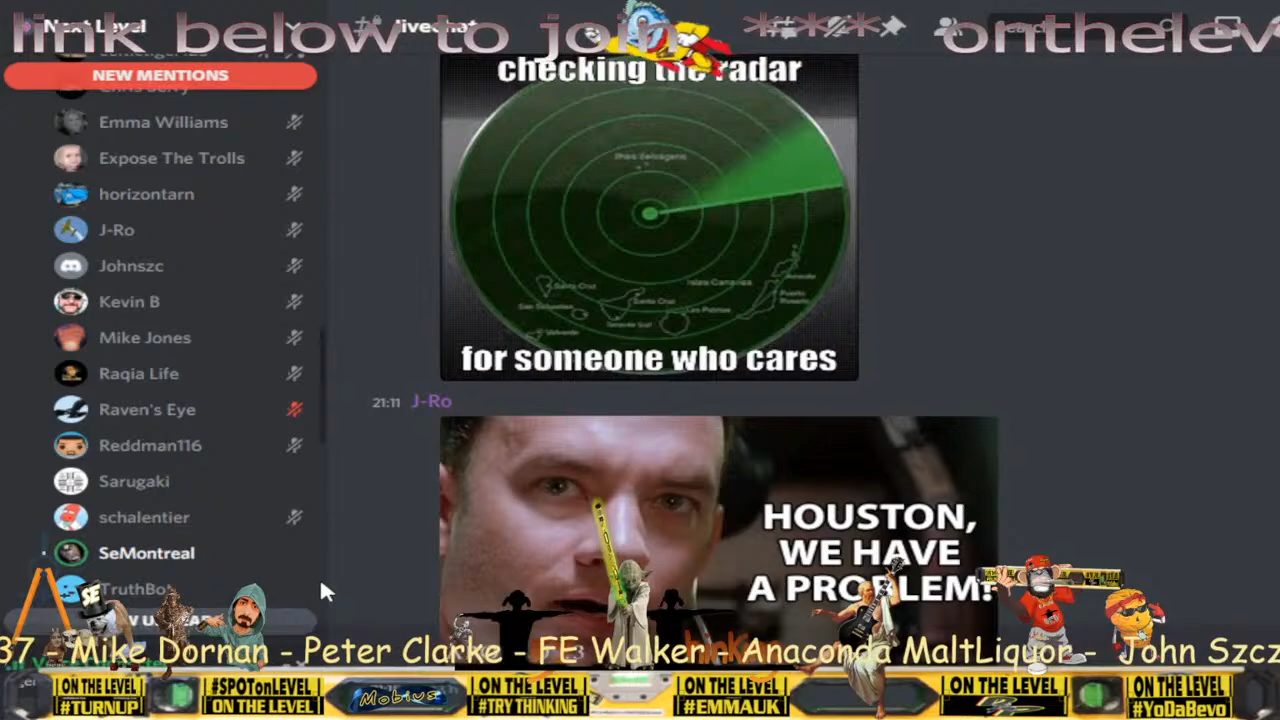 link below to join *** onthelev
Next Level
livechat
NEW MENTIONS
Emma Williams
Expose The Trolls
horizontarn
J-Ro
Johnszc
Kevin B
Mike Jones
Raqia Life
Raven's Eye
Reddman116
Sarugaki
schalentier
SeMontreal
TruthBot
checking the radar
for someone who cares
21:11 J-Ro
HOUSTON,
WE HAVE
A PROBLEM!
SE
37 - Mike Dornan - Peter Clarke - FE Walker - Anaconda MaltLiquor - John Szcz
ON THE LEVEL
#TURNUP
#SPOTonLEVEL
ON THE LEVEL
Mobius
ON THE LEVEL
#TRY THINKING
ON THE LEVEL
#EMMAUK
ON THE LEVEL
ON THE LEVEL
#YoDaBevo